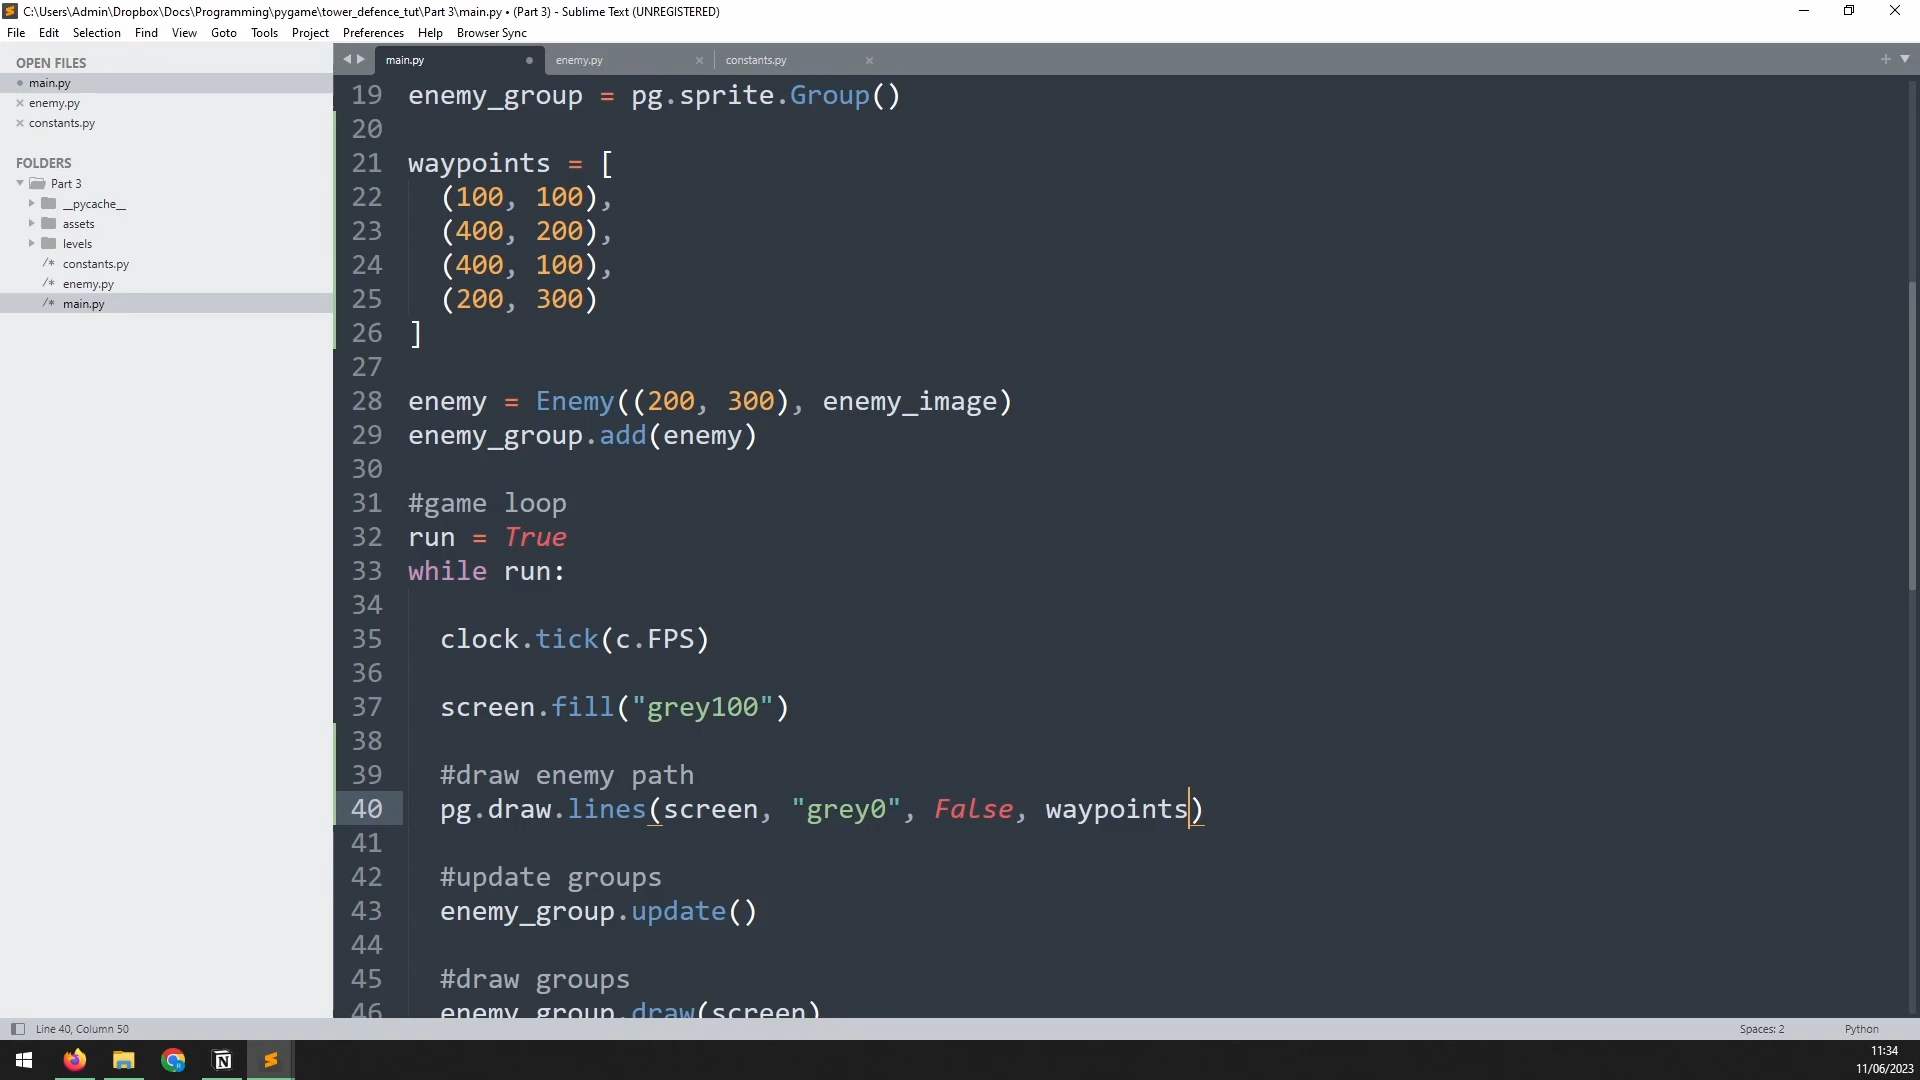 C:\Users\Admin\Dropbox\Docs\Programming\pygame\tower_defence_tut\Part 3\main.py • (Part 3) - Sublime Text (UNREGISTERED)
File Edit Selection Find View Goto Tools Project Preferences Help Browser Sync
OPEN FILES
main.py
enemy.py
constants.py
FOLDERS
Part 3
__pycache__
assets
levels
/* constants.py
/* enemy.py
/* main.py
main.py enemy.py constants.py
19 enemy_group = pg.sprite.Group()
20
21 waypoints = [
22 (100, 100),
23 (400, 200),
24 (400, 100),
25 (200, 300)
26 ]
27
28 enemy = Enemy((200, 300), enemy_image)
29 enemy_group.add(enemy)
30
31 #game loop
32 run = True
33 while run:
34
35 clock.tick(c.FPS)
36
37 screen.fill("grey100")
38
39 #draw enemy path
40 pg.draw.lines(screen, "grey0", False, waypoints)
41
42 #update groups
43 enemy_group.update()
44
45 #draw groups
46 enemy_group.draw(screen)
Line 40, Column 50
Spaces: 2
Python
11:34
11/06/2023